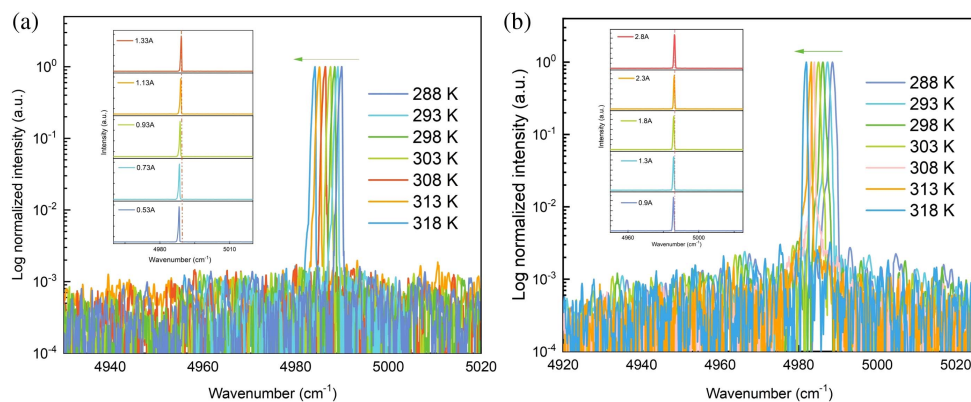 (a)
Log normalized intensity (a.u.)
10⁰
10⁻¹
10⁻²
10⁻³
10⁻⁴
4940
4960
4980
5000
5020
Wavenumber (cm⁻¹)
Intensity (a.u.)
1.33A
1.13A
0.93A
0.73A
0.53A
4980
5010
Wavenumber (cm⁻¹)
288 K
293 K
298 K
303 K
308 K
313 K
318 K
(b)
Log normalized intensity (a.u.)
10⁰
10⁻¹
10⁻²
10⁻³
10⁻⁴
4920
4940
4960
4980
5000
5020
Wavenumber (cm⁻¹)
Intensity (a.u.)
2.8A
2.3A
1.8A
1.3A
0.9A
4960
5000
Wavenumber (cm⁻¹)
288 K
293 K
298 K
303 K
308 K
313 K
318 K